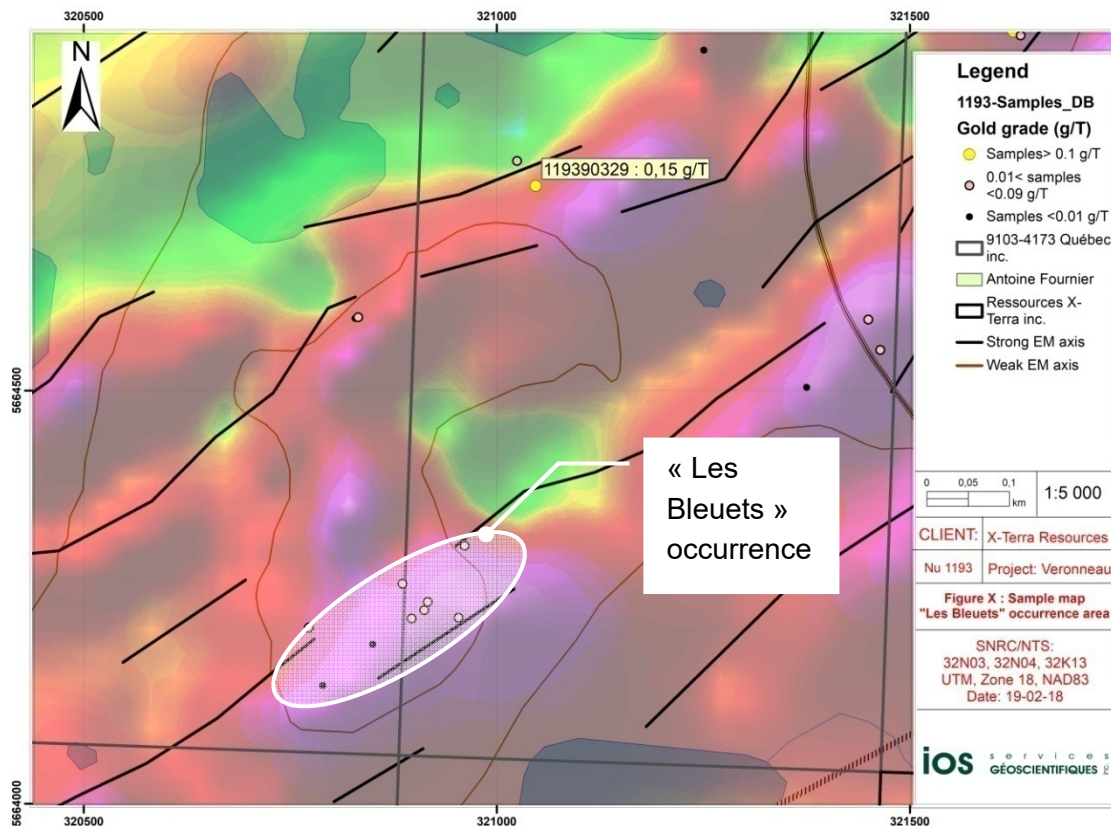 320500
321000
321500
N
119390329 : 0,15 g/T
5664500
5664000
« Les
Bleuets »
occurrence
320500
321000
321500
Legend
1193-Samples_DB
Gold grade (g/T)
Samples> 0.1 g/T
0.01< samples
<0.09 g/T
Samples <0.01 g/T
9103-4173 Québec
inc.
Antoine Fournier
Ressources X-
Terra inc.
Strong EM axis
Weak EM axis
0 0,05 0,1
km
1:5 000
CLIENT: X-Terra Resources
Nu 1193 Project: Veronneau
Figure X : Sample map
"Les Bleuets" occurrence area
SNRC/NTS:
32N03, 32N04, 32K13
UTM, Zone 18, NAD83
Date: 19-02-18
ios services
GÉOSCIENTIFIQUES inc.